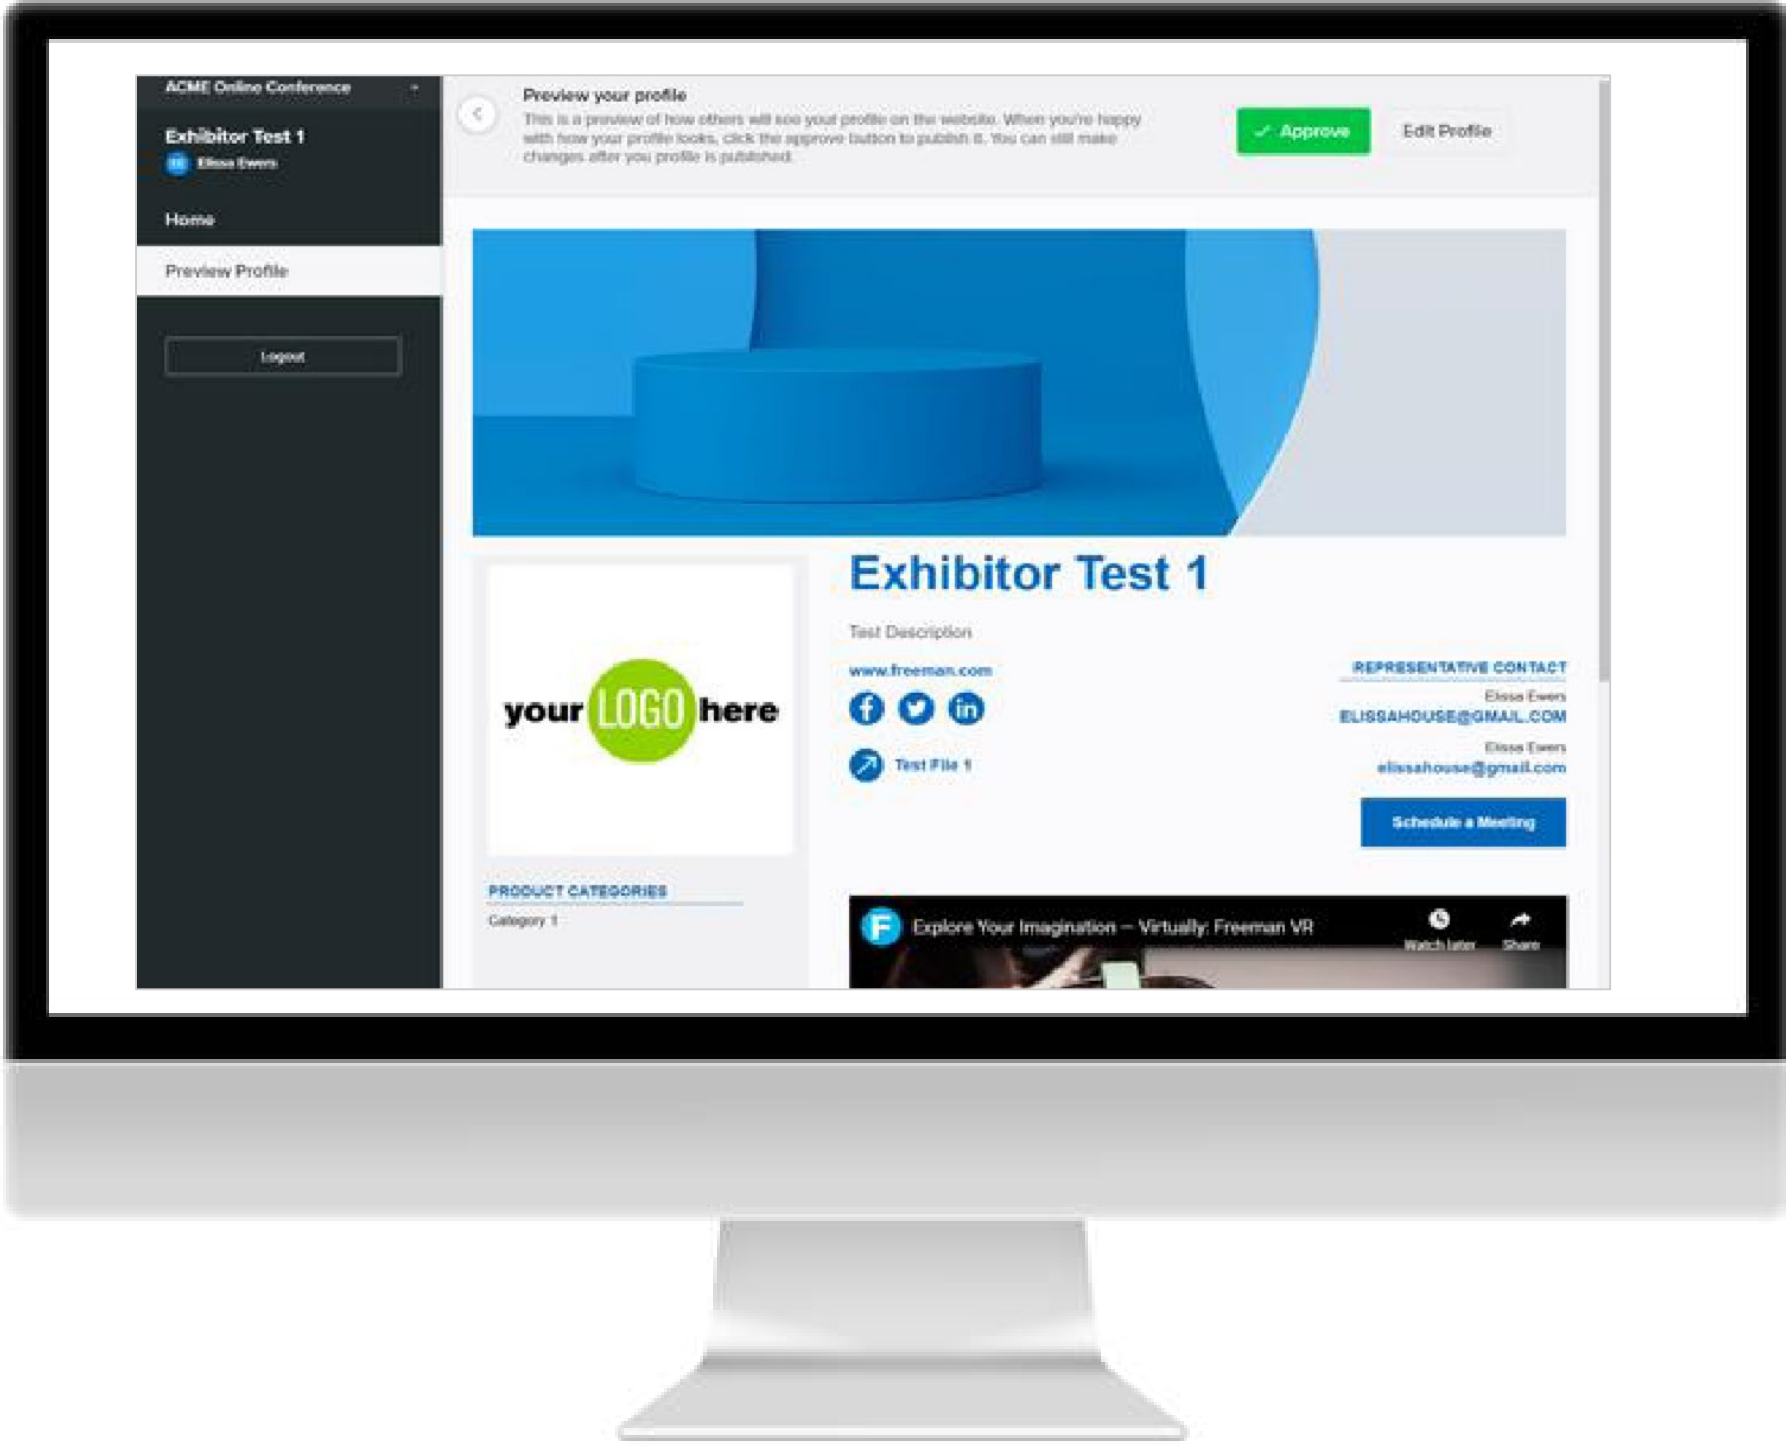 ACME Online Conference
Exhibitor Test 1
EE
Elissa Ewers
Home
Preview Profile
Logout
Preview your profile
This is a preview of how others will see your profile on the website. When you're happy
with how your profile looks, click the approve button to publish it. You can still make
changes after you profile is published.
Approve
Edit Profile
your LOGO here
PRODUCT CATEGORIES
Category 1
Exhibitor Test 1
Test Description
www.freeman.com
f
in
Test File 1
REPRESENTATIVE CONTACT
Elissa Ewers
ELISSAHOUSE@GMAIL.COM
Elissa Ewers
elissahouse@gmail.com
Schedule a Meeting
F
Explore Your Imagination – Virtually: Freeman VR
Watch later
Share